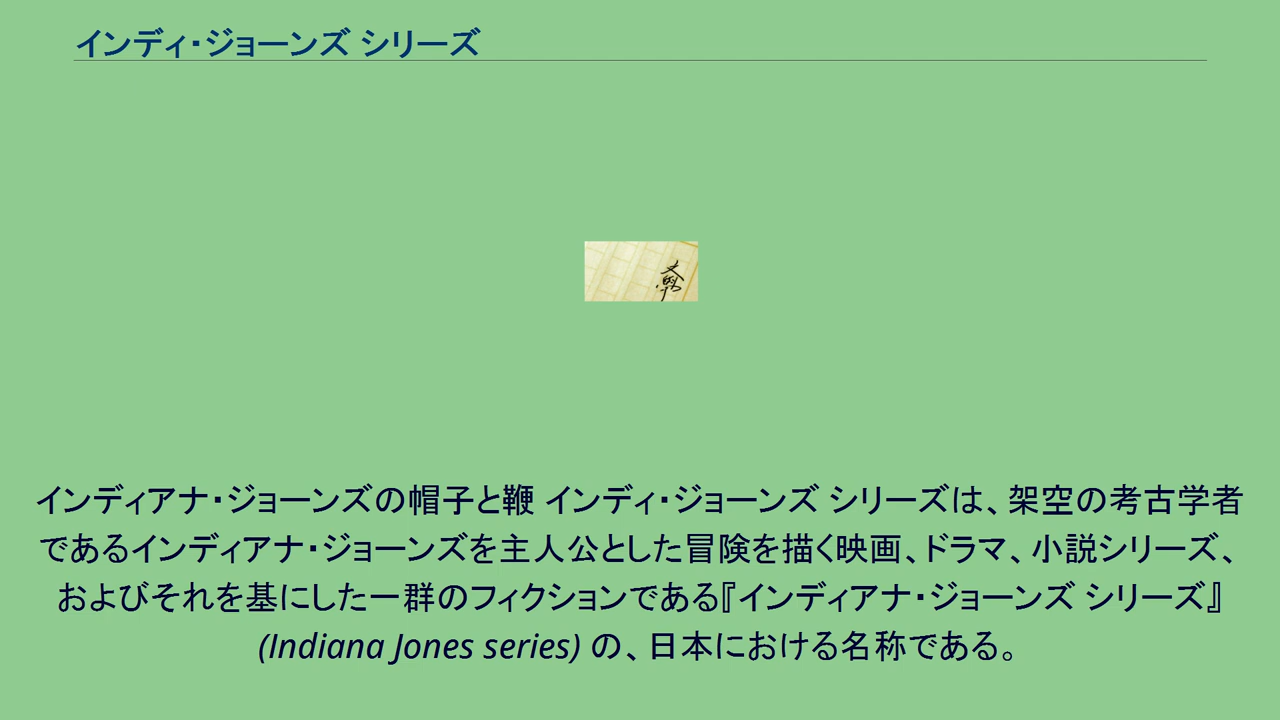 インディ・ジョーンズ シリーズ
インディアナ・ジョーンズの帽子と鞭 インディ・ジョーンズ シリーズは、架空の考古学者
であるインディアナ・ジョーンズを主人公とした冒険を描く映画、ドラマ、小説シリーズ、
およびそれを基にした一群のフィクションである『インディアナ・ジョーンズ シリーズ』
(Indiana Jones series) の、日本における名称である。